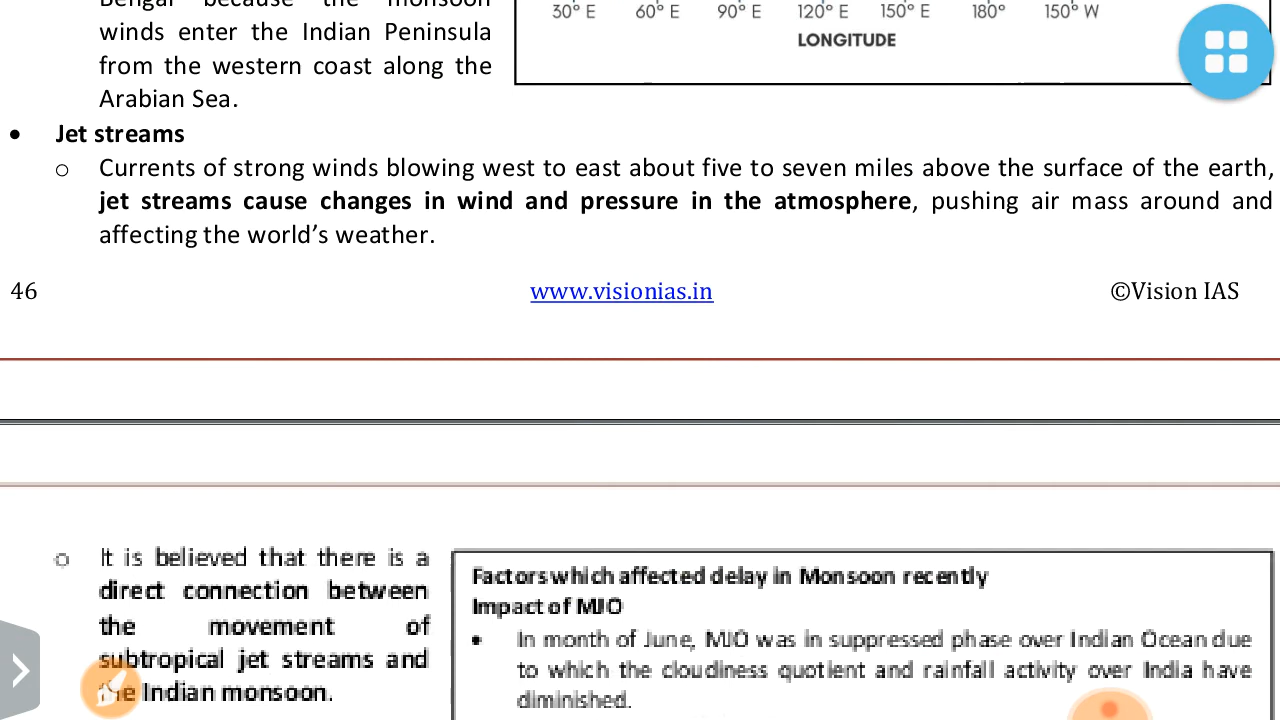 Bengal because the monsoon
winds enter the Indian Peninsula
from the western coast along the
Arabian Sea.
30° E 60° E 90° E 120° E 150° E 180° 150° W
LONGITUDE
• Jet streams
o Currents of strong winds blowing west to east about five to seven miles above the surface of the earth,
jet streams cause changes in wind and pressure in the atmosphere, pushing air mass around and
affecting the world’s weather.
46 www.visionias.in ©Vision IAS
o It is believed that there is a
direct connection between
the movement of
subtropical jet streams and
the Indian monsoon.
Factors which affected delay in Monsoon recently
Impact of MJO
• In month of June, MJO was in suppressed phase over Indian Ocean due
to which the cloudiness quotient and rainfall activity over India have
diminished.